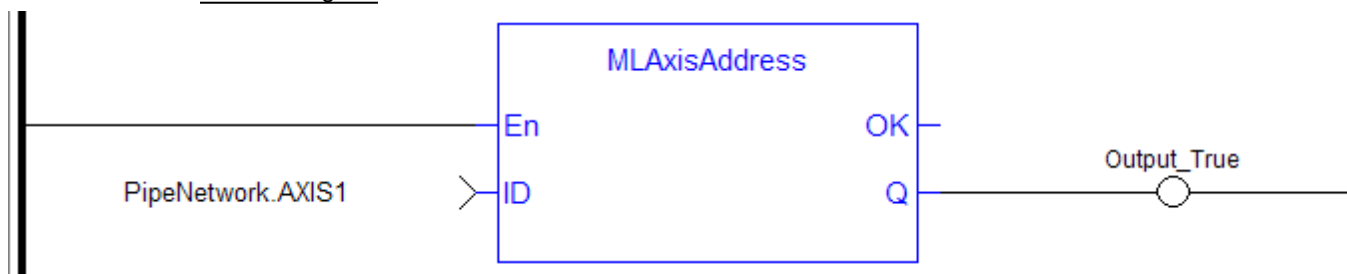 MLAxisAddress
En
OK
Output_True
PipeNetwork.AXIS1
ID
Q